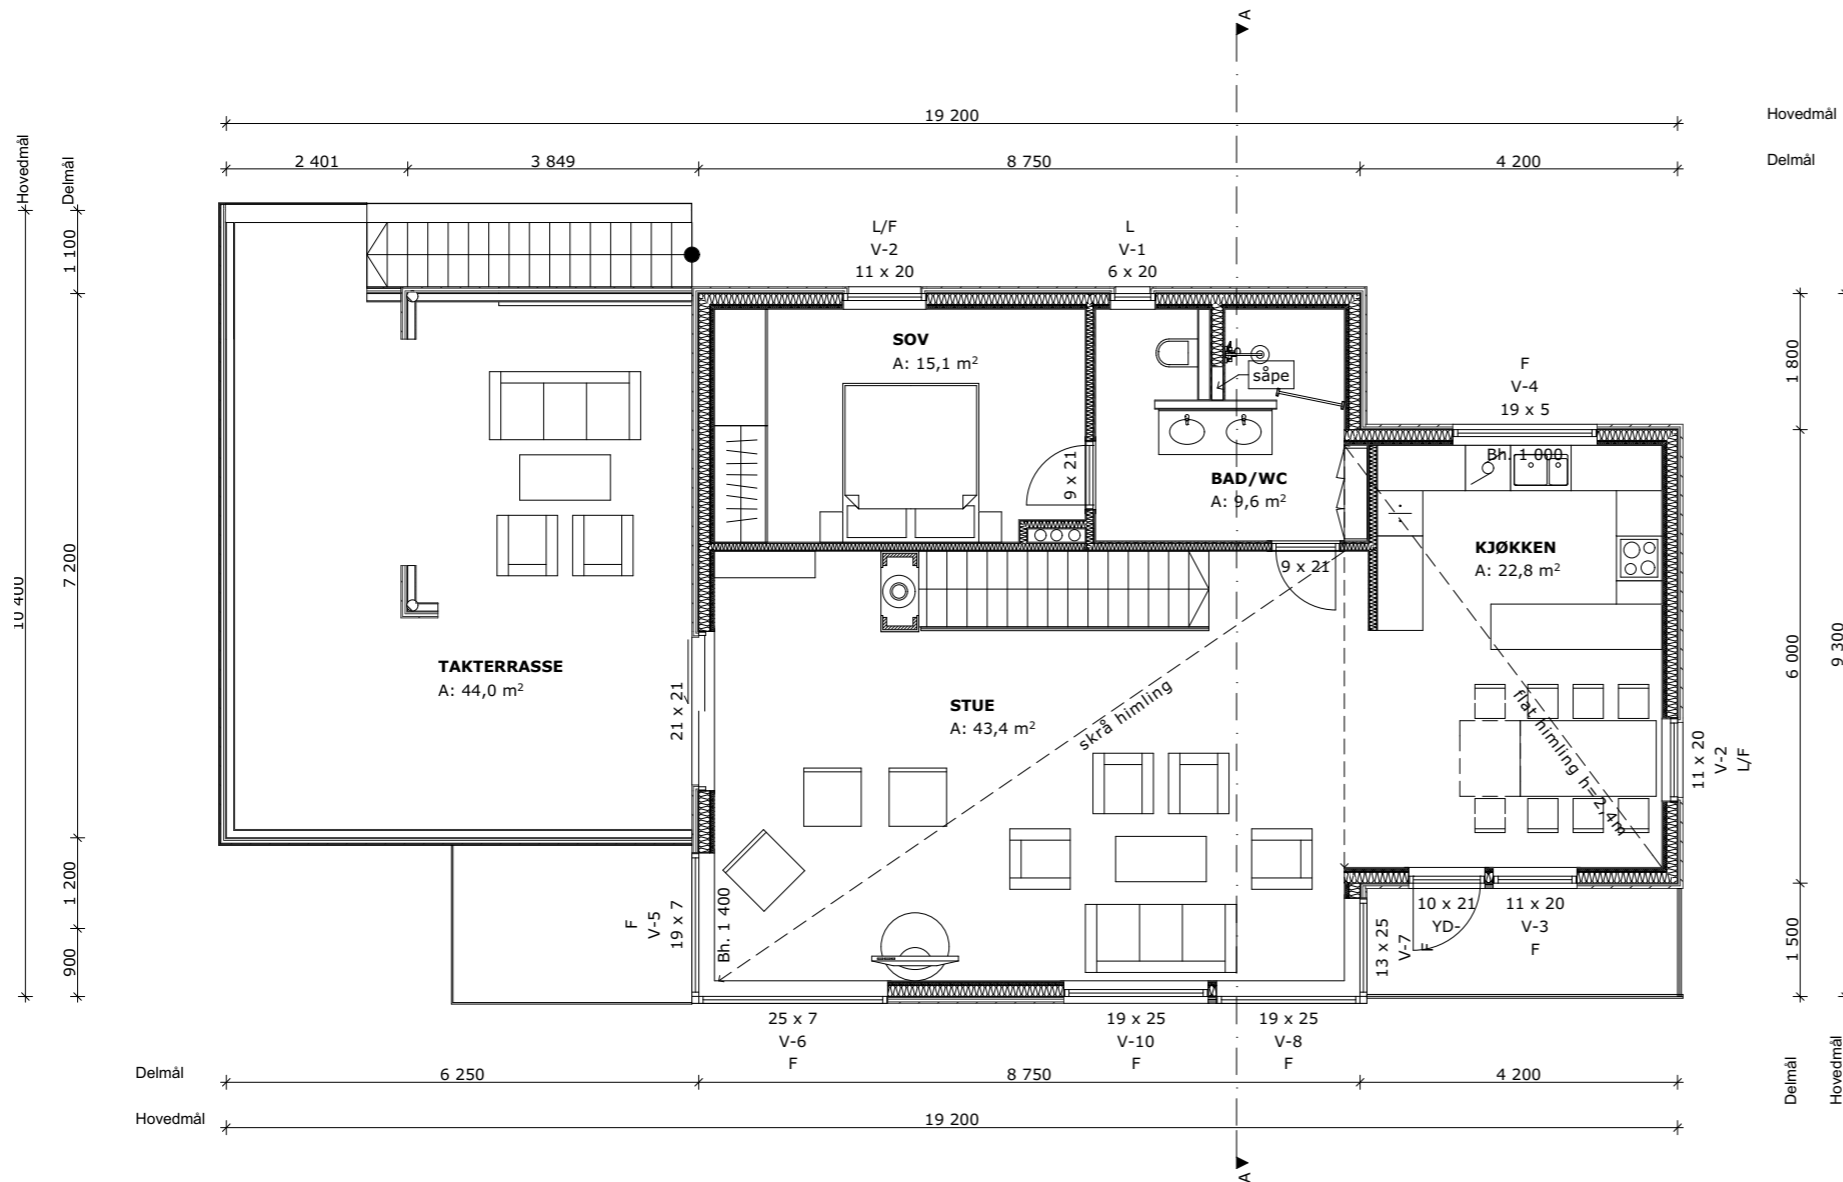 A
19 200
Hovedmål
2 401
3 849
8 750
4 200
Delmål
Hovedmål
Delmål
10 400
1 100
7 200
1 200
900
L/F
V-2
11 x 20
L
V-1
6 x 20
F
V-4
19 x 5
Bh. 1 000
SOV
A: 15,1 m²
såpe
9 x 21
BAD/WC
A: 9,6 m²
9 x 21
KJØKKEN
A: 22,8 m²
TAKTERRASSE
A: 44,0 m²
21 x 21
STUE
A: 43,4 m²
skrå himling
flat himling h=2,4m
11 x 20
V-2
L/F
1 800
6 000
1 500
9 300
F
V-5
19 x 7
Bh. 1 400
13 x 25
V-7
F
10 x 21
YD-
11 x 20
V-3
F
25 x 7
V-6
F
19 x 25
V-10
F
19 x 25
V-8
F
Delmål
6 250
8 750
4 200
Delmål
Hovedmål
Hovedmål
19 200
A